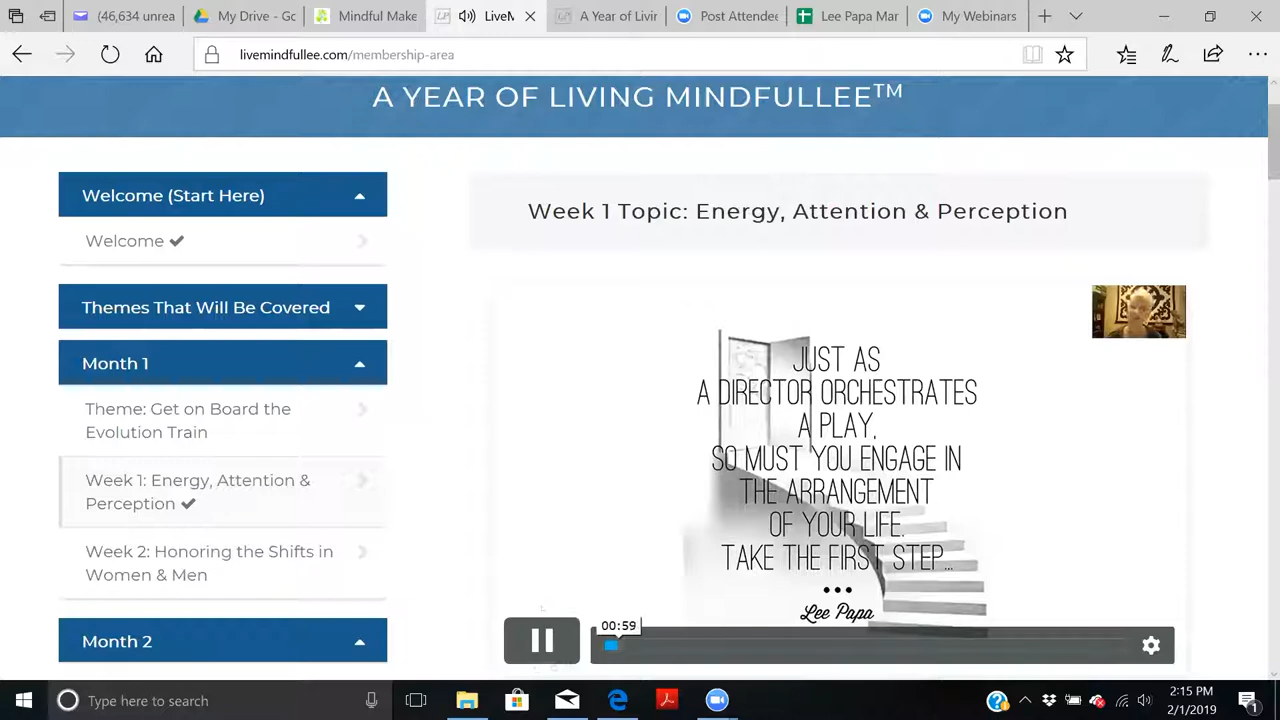 (46,634 unrea
My Drive - Go
Mindful Make
LiveM
A Year of Livin
Post Attendee
Lee Papa Mar
My Webinars
livemindfullee.com/membership-area
A YEAR OF LIVING MINDFULLEE™
Welcome (Start Here)
Welcome ✔
Themes That Will Be Covered
Month 1
Theme: Get on Board the
Evolution Train
Week 1: Energy, Attention &
Perception ✔
Week 2: Honoring the Shifts in
Women & Men
Month 2
Week 1 Topic: Energy, Attention & Perception
JUST AS
A DIRECTOR ORCHESTRATES
A PLAY,
SO MUST YOU ENGAGE IN
THE ARRANGEMENT
OF YOUR LIFE.
TAKE THE FIRST STEP...
•••
Lee Papa
00:59
Type here to search
2:15 PM
2/1/2019
1